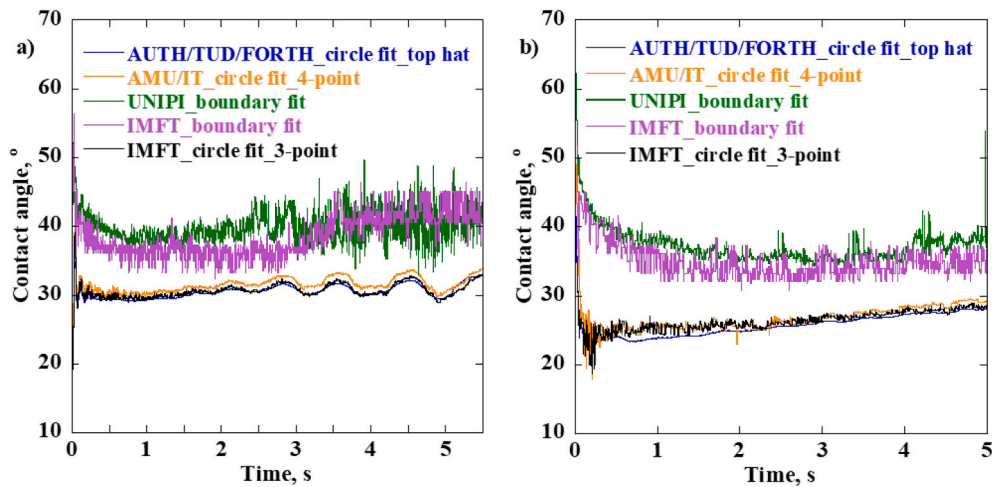 a)
AUTH/TUD/FORTH_circle fit_top hat
AMU/IT_circle fit_4-point
UNIPI_boundary fit
IMFT_boundary fit
IMFT_circle fit_3-point
Contact angle, °
70
60
50
40
30
20
10
0 1 2 3 4 5
Time, s
b)
AUTH/TUD/FORTH_circle fit_top hat
AMU/IT_circle fit_4-point
UNIPI_boundary fit
IMFT_boundary fit
IMFT_circle fit_3-point
Contact angle, °
70
60
50
40
30
20
10
0 1 2 3 4 5
Time, s